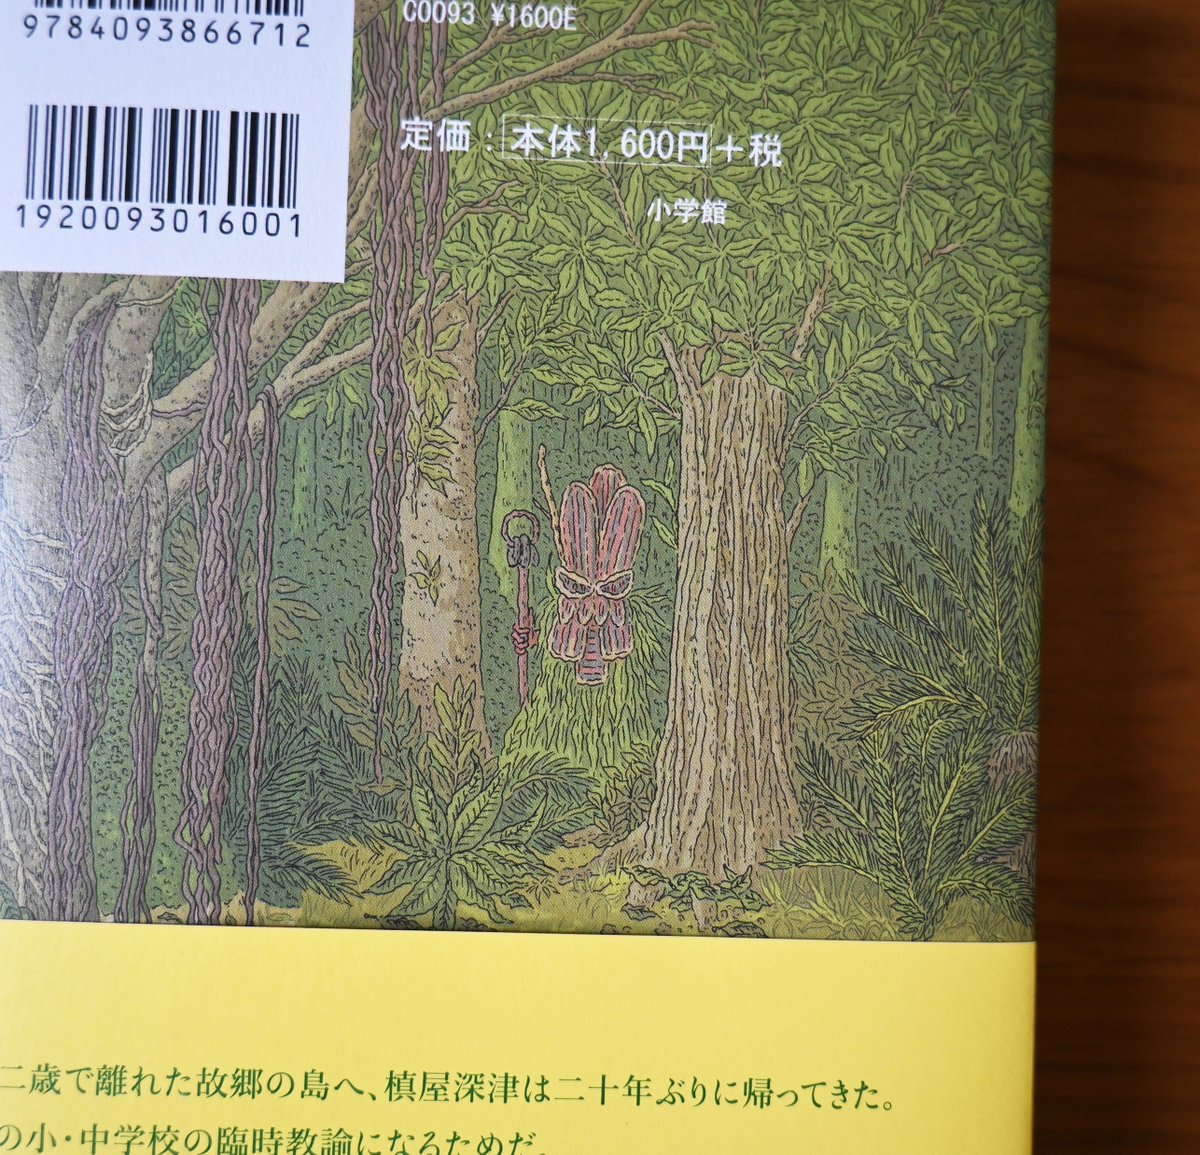 9784093866712
C0093 ¥1600E
1920093016001
定価：本体1,600円＋税
小学館
二歳で離れた故郷の島へ、槙屋深津は二十年ぶりに帰ってきた。
の小・中学校の臨時教諭になるためだ。